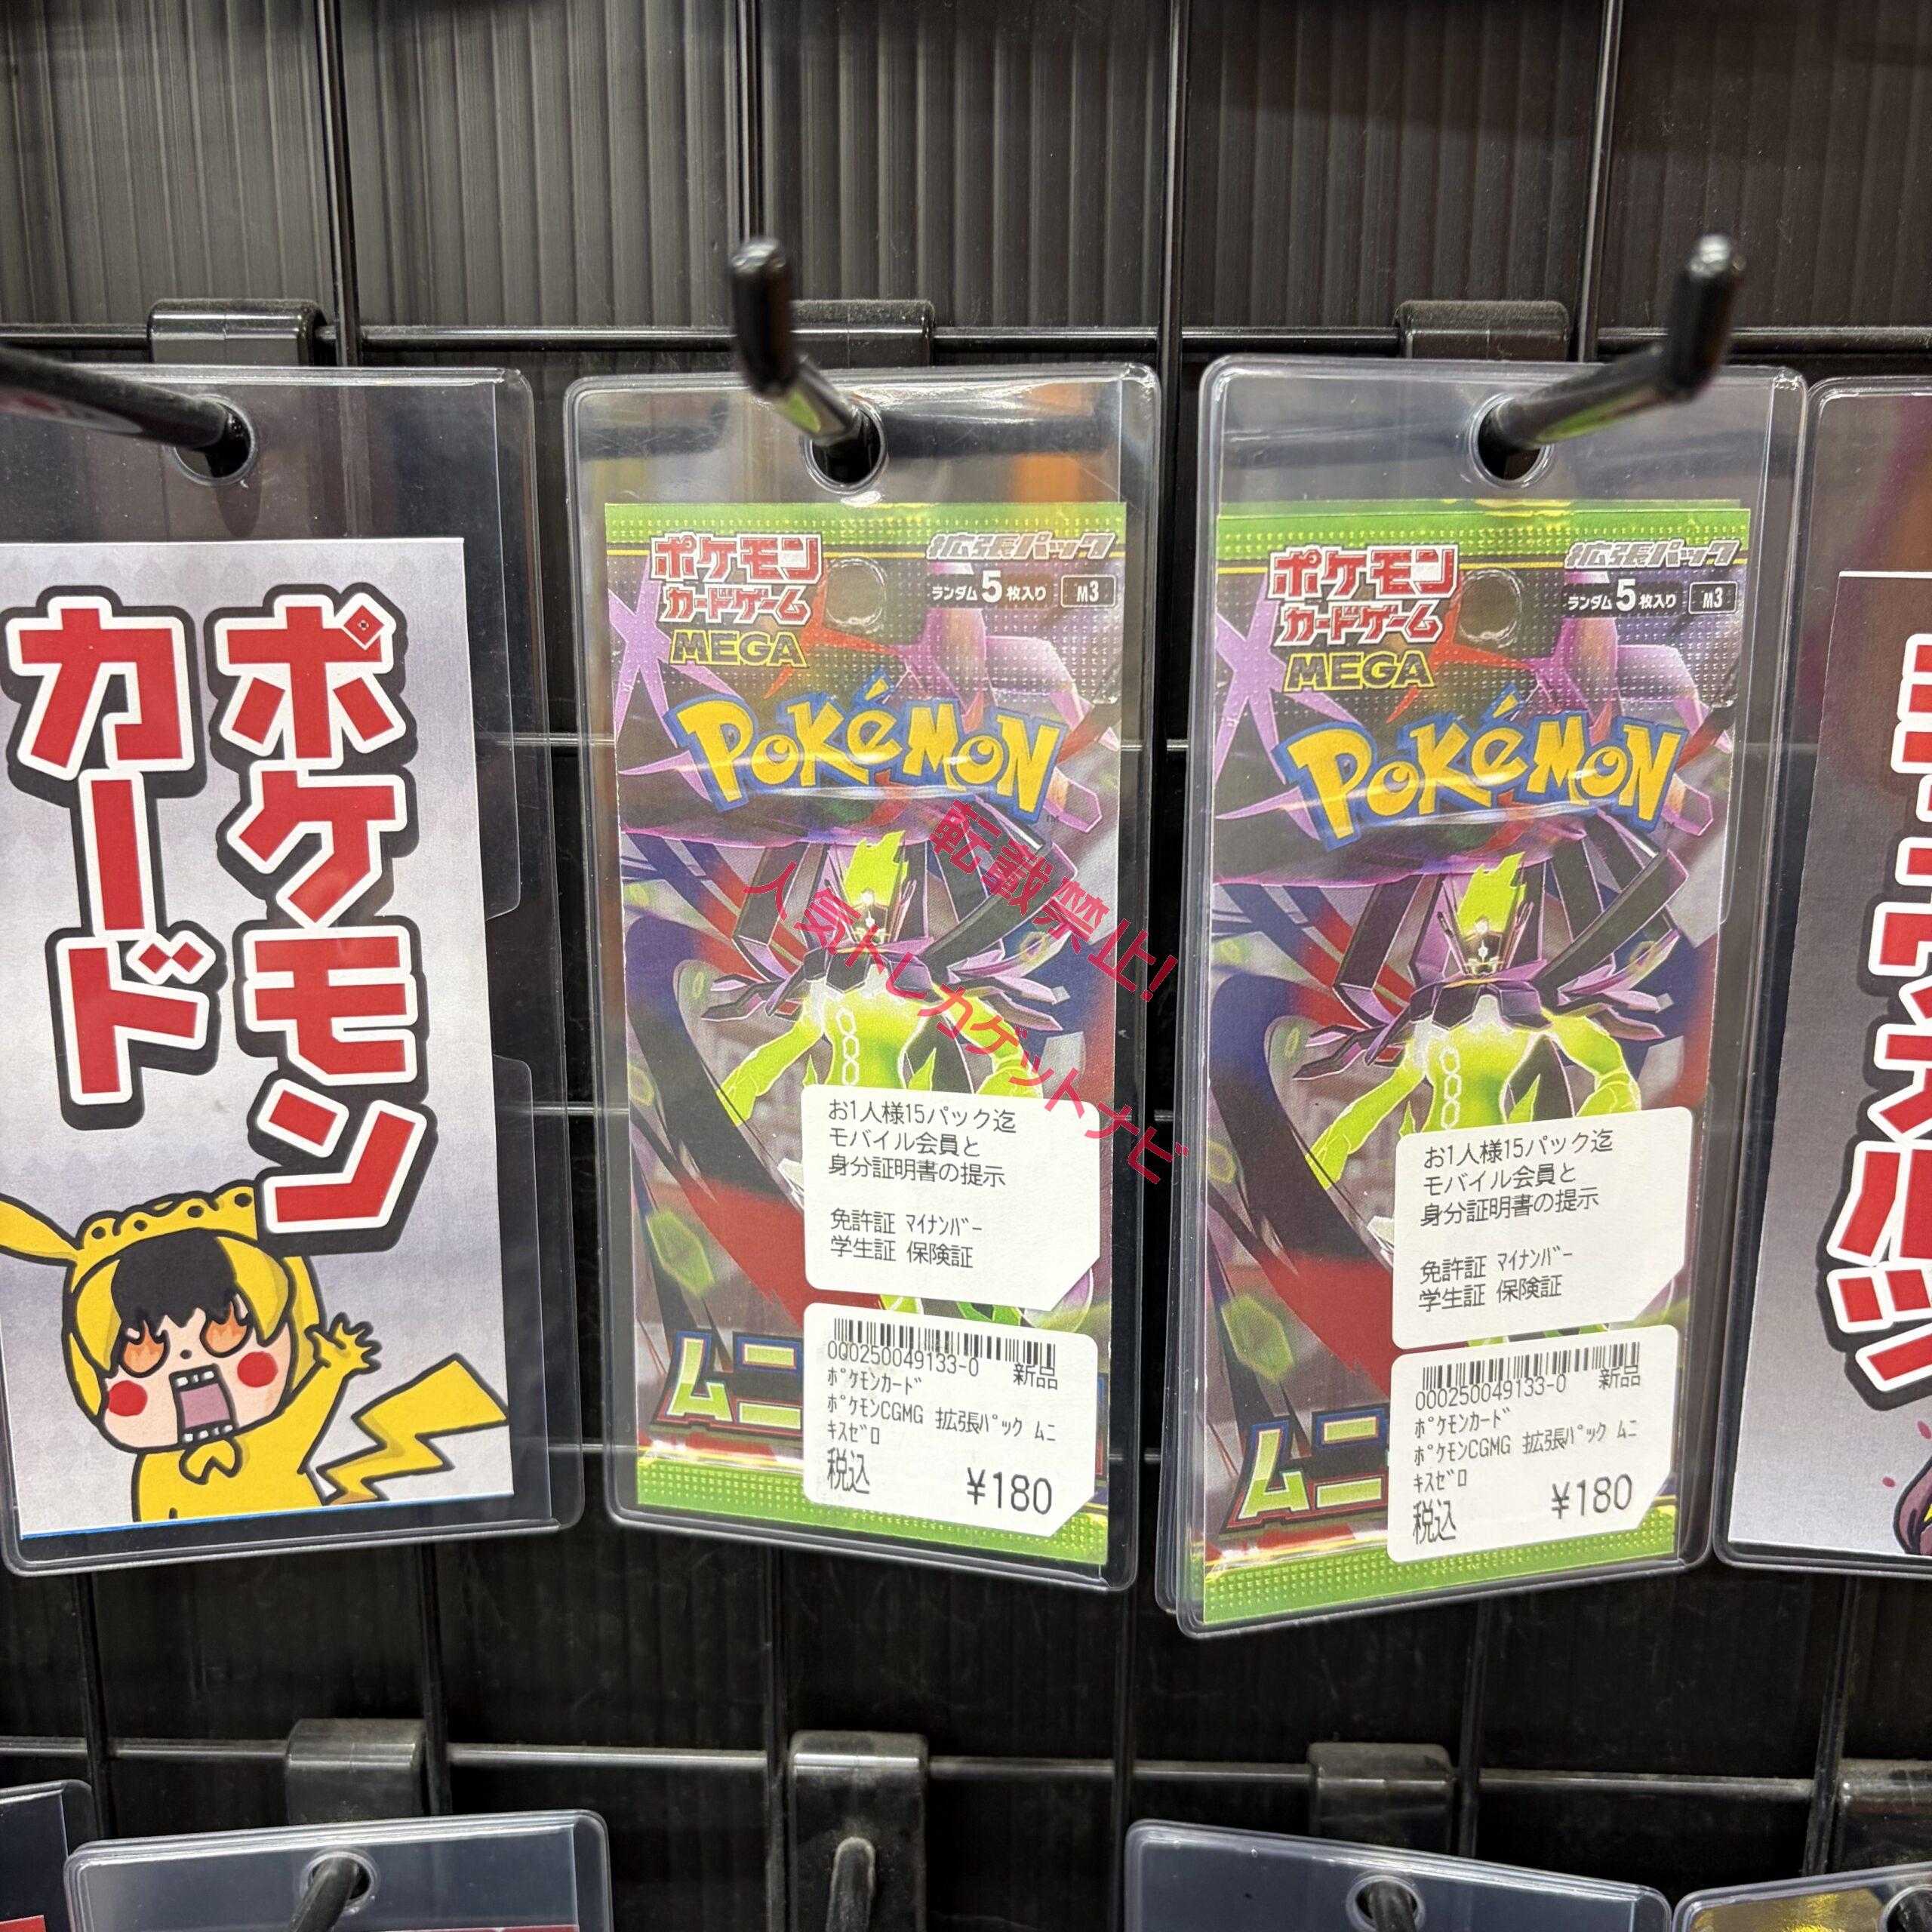 ポケモン
カード
ポケモン
カードゲーム
MEGA
拡張パック
ランダム5枚入り M3
Pokémon
お1人様15パック迄
モバイル会員と
身分証明書の提示
免許証 ﾏｲﾅﾝﾊﾞｰ
学生証 保険証
ムニ
000250049133-0 新品
ﾎﾟｹﾓﾝｶｰﾄﾞ
ﾎﾟｹﾓﾝCGMG 拡張ﾊﾟｯｸ ﾑﾆ
ｷｽｾﾞﾛ
税込 ¥180
ポケモン
カードゲーム
MEGA
拡張パック
ランダム5枚入り M3
Pokémon
お1人様15パック迄
モバイル会員と
身分証明書の提示
免許証 ﾏｲﾅﾝﾊﾞｰ
学生証 保険証
ムニ
000250049133-0 新品
ﾎﾟｹﾓﾝｶｰﾄﾞ
ﾎﾟｹﾓﾝCGMG 拡張ﾊﾟｯｸ ﾑﾆ
ｷｽｾﾞﾛ
税込 ¥180
転載禁止!
人気トレカゲットナビ